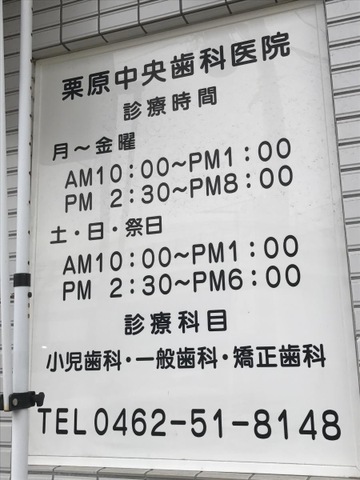 栗原中央歯科医院
診療時間
月～金曜
AM10:00～PM1:00
PM 2:30～PM8:00
土・日・祭日
AM10:00～PM1:00
PM 2:30～PM6:00
診療科目
小児歯科・一般歯科・矯正歯科
TEL0462-51-8148